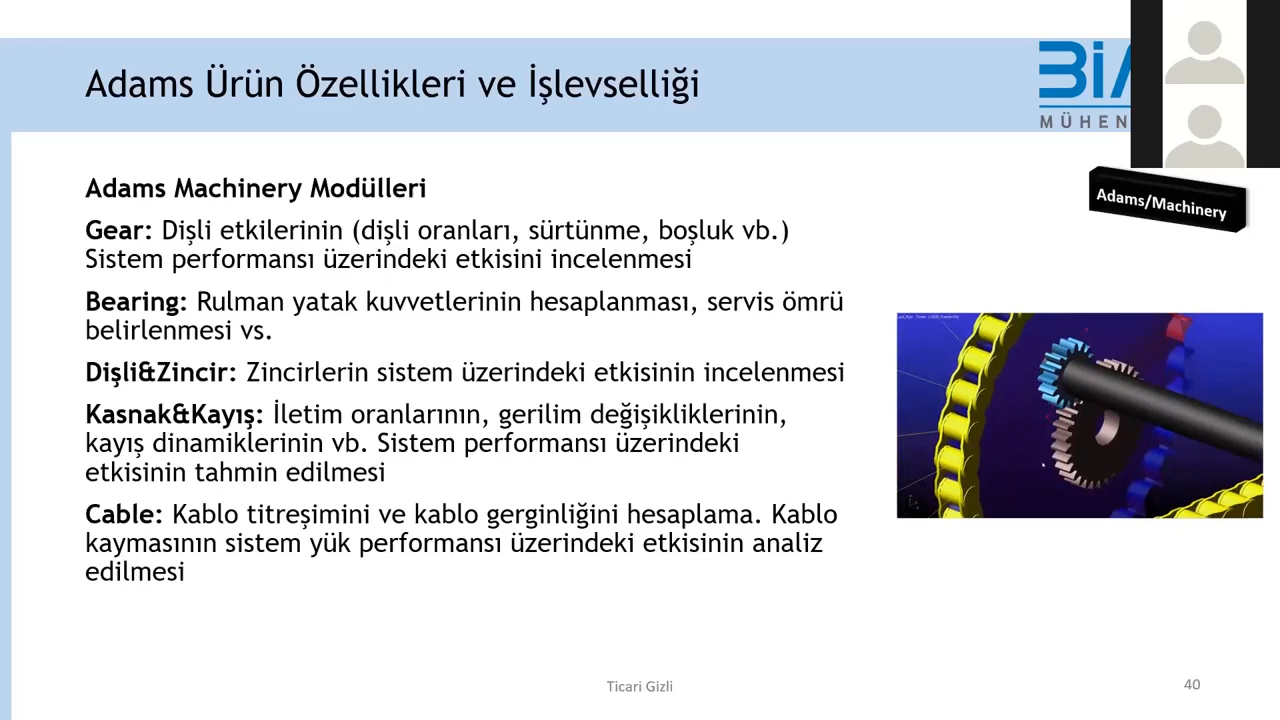 Adams Ürün Özellikleri ve İşlevselliği
MÜHEN
Adams/Machinery
Adams Machinery Modülleri
Gear: Dişli etkilerinin (dişli oranları, sürtünme, boşluk vb.)
Sistem performansı üzerindeki etkisini incelenmesi
Bearing: Rulman yatak kuvvetlerinin hesaplanması, servis ömrü
belirlenmesi vs.
Dişli&Zincir: Zincirlerin sistem üzerindeki etkisinin incelenmesi
Kasnak&Kayış: İletim oranlarının, gerilim değişikliklerinin,
kayış dinamiklerinin vb. Sistem performansı üzerindeki
etkisinin tahmin edilmesi
Cable: Kablo titreşimini ve kablo gerginliğini hesaplama. Kablo
kaymasının sistem yük performansı üzerindeki etkisinin analiz
edilmesi
Ticari Gizli
40